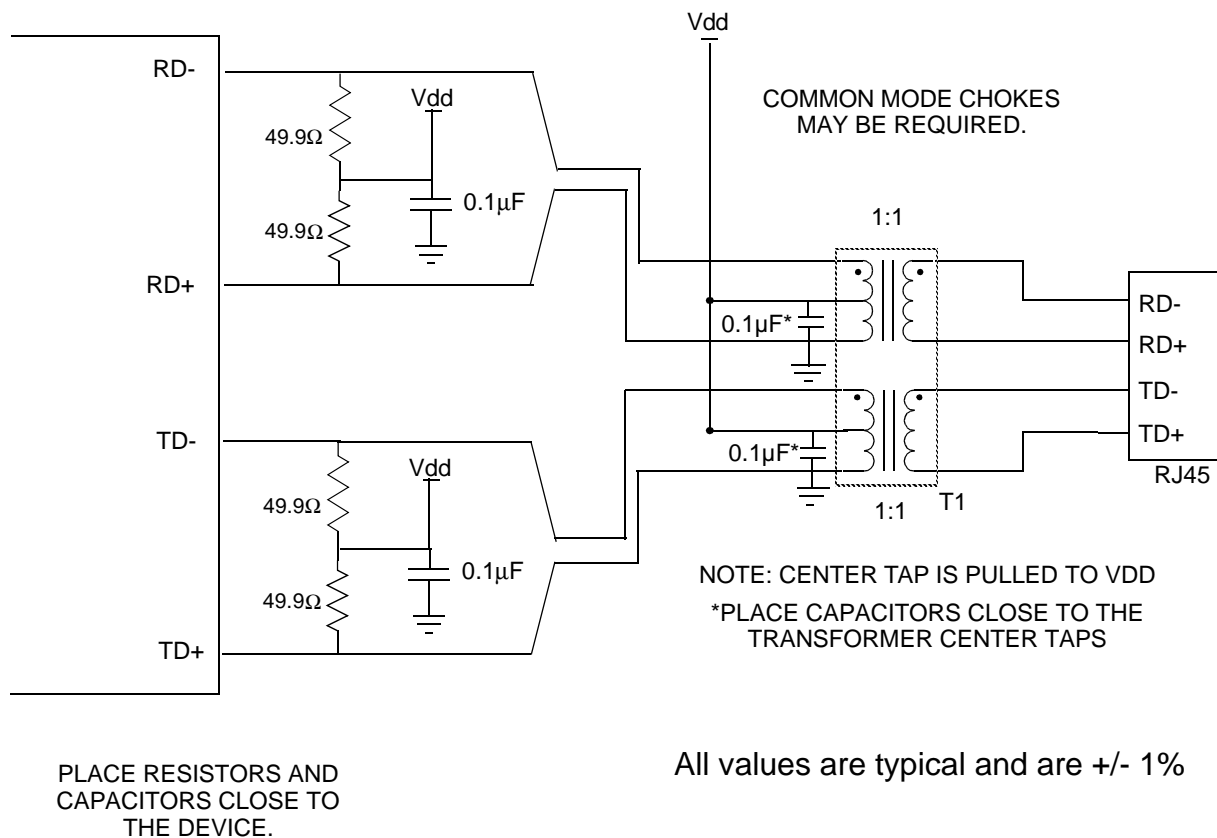 Vdd
RD-
COMMON MODE CHOKES
MAY BE REQUIRED.
Vdd
49.9Ω
0.1µF
49.9Ω
1:1
RD+
RD-
0.1µF*
RD+
TD-
TD-
TD+
0.1µF*
Vdd
RJ45
49.9Ω
1:1
T1
0.1µF
NOTE: CENTER TAP IS PULLED TO VDD
49.9Ω
*PLACE CAPACITORS CLOSE TO THE
TRANSFORMER CENTER TAPS
TD+
All values are typical and are +/- 1%
PLACE RESISTORS AND
CAPACITORS CLOSE TO
THE DEVICE.